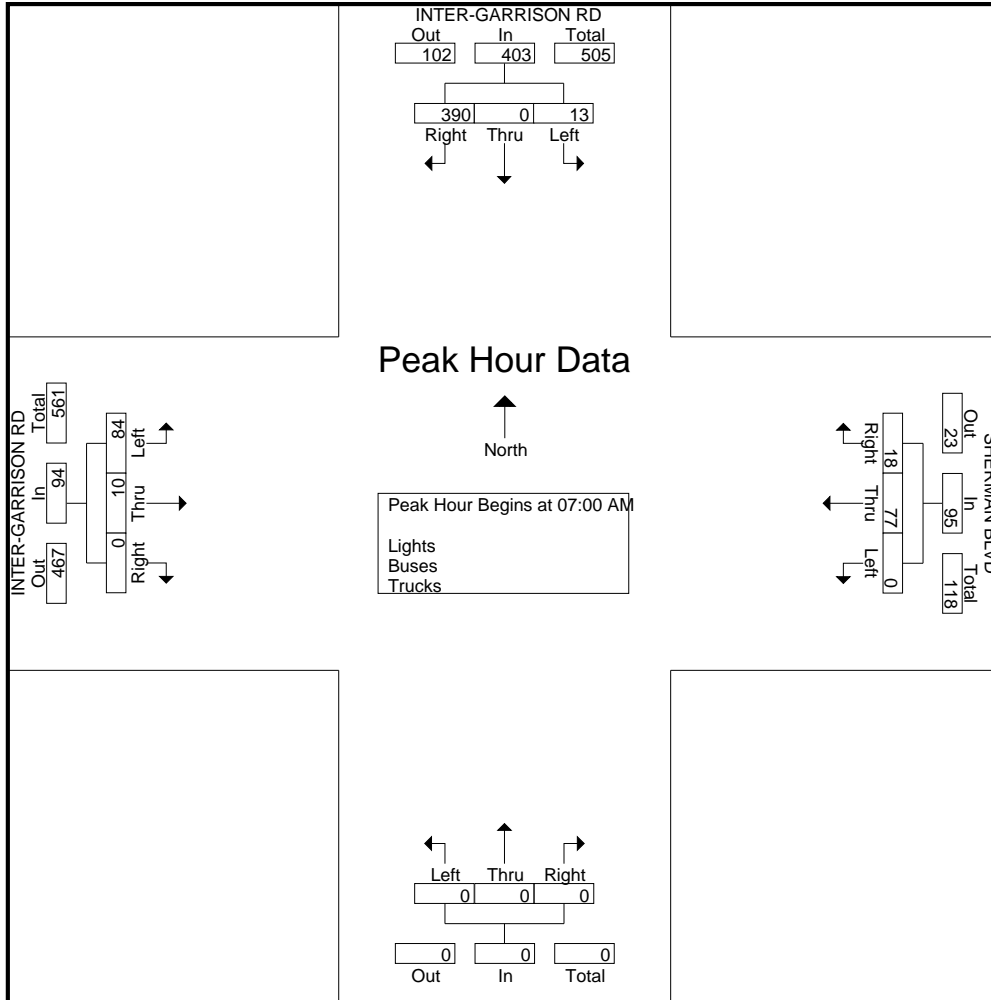 INTER-GARRISON RD
Out In Total
102 403 505
390 0 13
Right Thru Left
Peak Hour Data
North
Peak Hour Begins at 07:00 AM
Lights
Buses
Trucks
INTER-GARRISON RD
Out In Total
467 94 561
84 10 0
Left Thru Right
SHERMAN BLVD
Out In Total
23 95 118
18 77 0
Right Thru Left
Left Thru Right
0 0 0
0 0 0
Out In Total